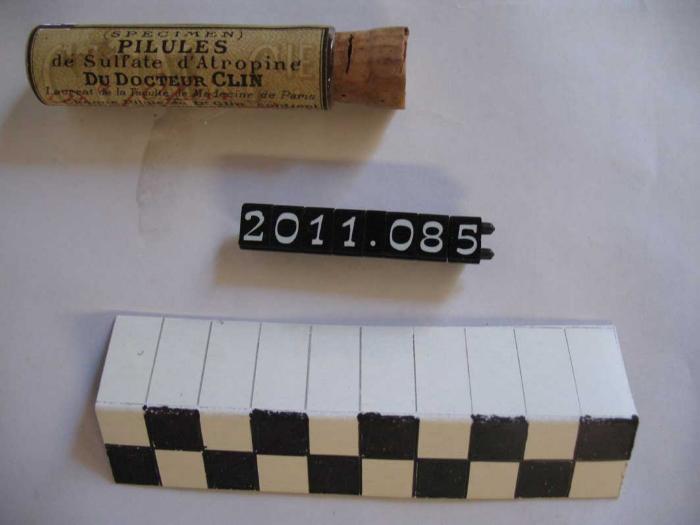 (SPECIMEN)
PILULES
de Sulfate d'Atropine
DU DOCTEUR CLIN
Lauréat de la Faculté de Médecine de Paris
2011.085